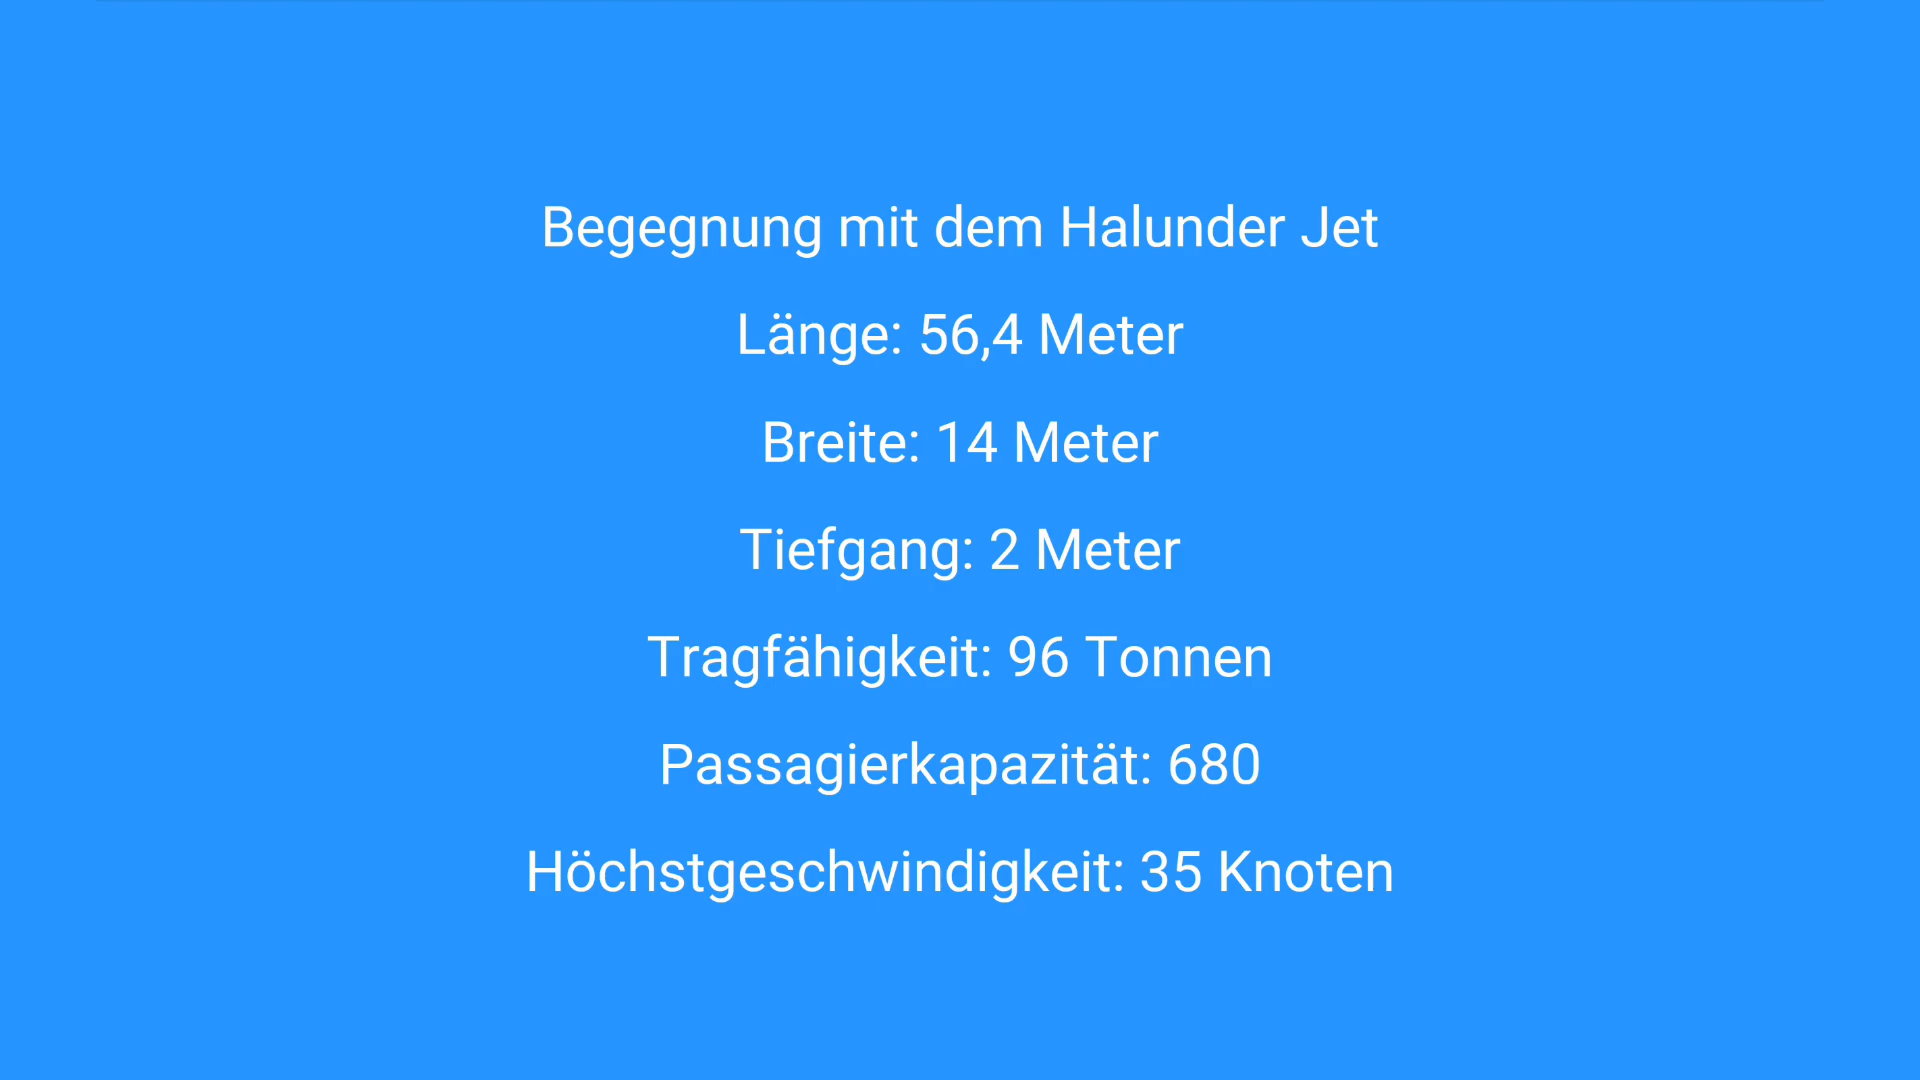 Begegnung mit dem Halunder Jet
Länge: 56,4 Meter
Breite: 14 Meter
Tiefgang: 2 Meter
Tragfähigkeit: 96 Tonnen
Passagierkapazität: 680
Höchstgeschwindigkeit: 35 Knoten